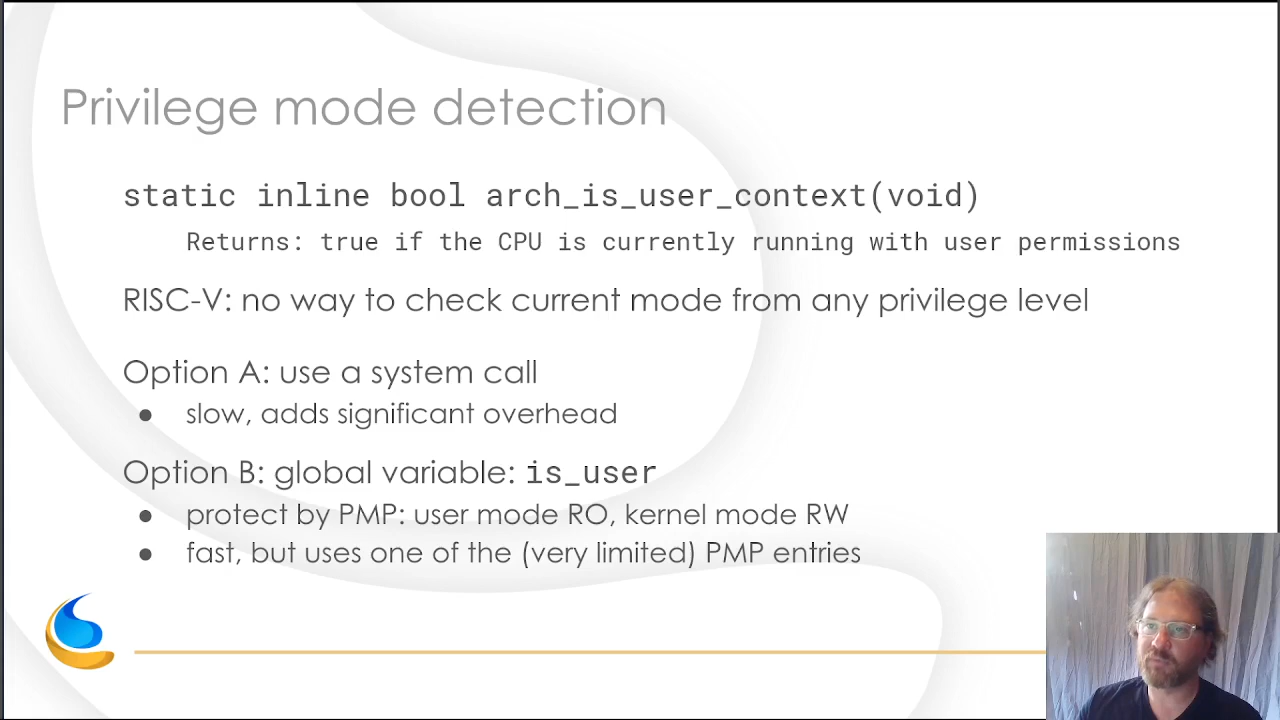 Privilege mode detection
static inline bool arch_is_user_context(void)
Returns: true if the CPU is currently running with user permissions
RISC-V: no way to check current mode from any privilege level
Option A: use a system call
● slow, adds significant overhead
Option B: global variable: is_user
● protect by PMP: user mode RO, kernel mode RW
● fast, but uses one of the (very limited) PMP entries